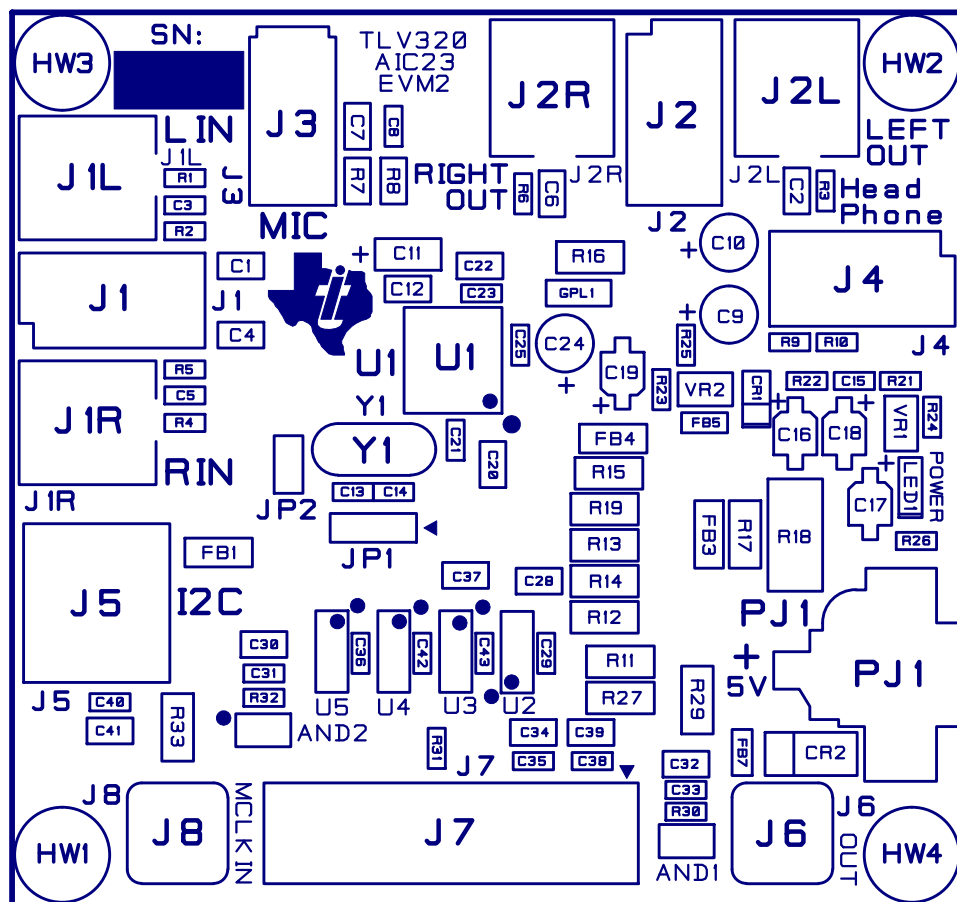 SN:
HW3
TLV320
AIC23
EVM2
HW2
J3
J2R
J2
J2L
C7
C8
L IN
LEFT
OUT
J1L
J1L
R1
J3
R7
R8
RIGHT
OUT
R6
C6
J2R
J2L
C2
R3
Head
Phone
C3
R2
MIC
J2
C10
C1
C11
C22
R16
J4
J1
J1
C12
C23
GPL1
C9
C4
U1
U1
C25
C24
R25
R9
R10
J4
R5
C5
R4
J1R
Y1
C19
R23
VR2
CR1
R22
C15
R21
FB5
C16
C18
VR1
R24
RIN
Y1
C21
C20
FB4
R15
POWER
J1R
JP2
C13
C14
LED1
C17
R19
FB3
R17
R18
R26
JP1
FB1
R13
J5
I2C
C37
C28
R14
R12
PJ1
C30
C36
C42
C43
C29
R11
+
5V
PJ1
C31
R32
J5
C40
C41
R33
U5
U4
U3
U2
R27
R29
AND2
C34
C39
R31
C35
C38
FB7
CR2
J7
C32
J8
C33
R30
J6
HW1
J8
MCLK IN
J7
J6
OUT
HW4
AND1